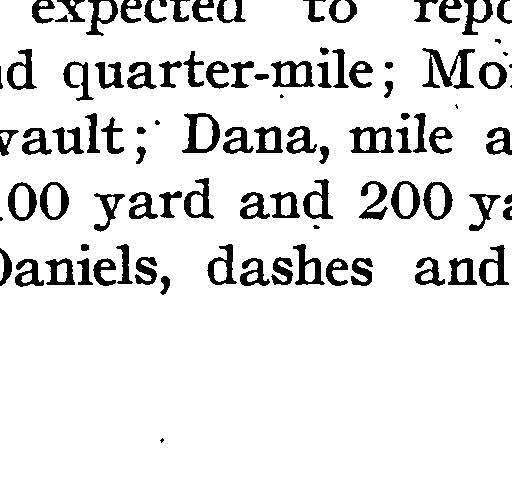 expected to repo
d quarter-mile; Mo
vault; Dana, mile a
00 yard and 200 ya
Daniels, dashes and